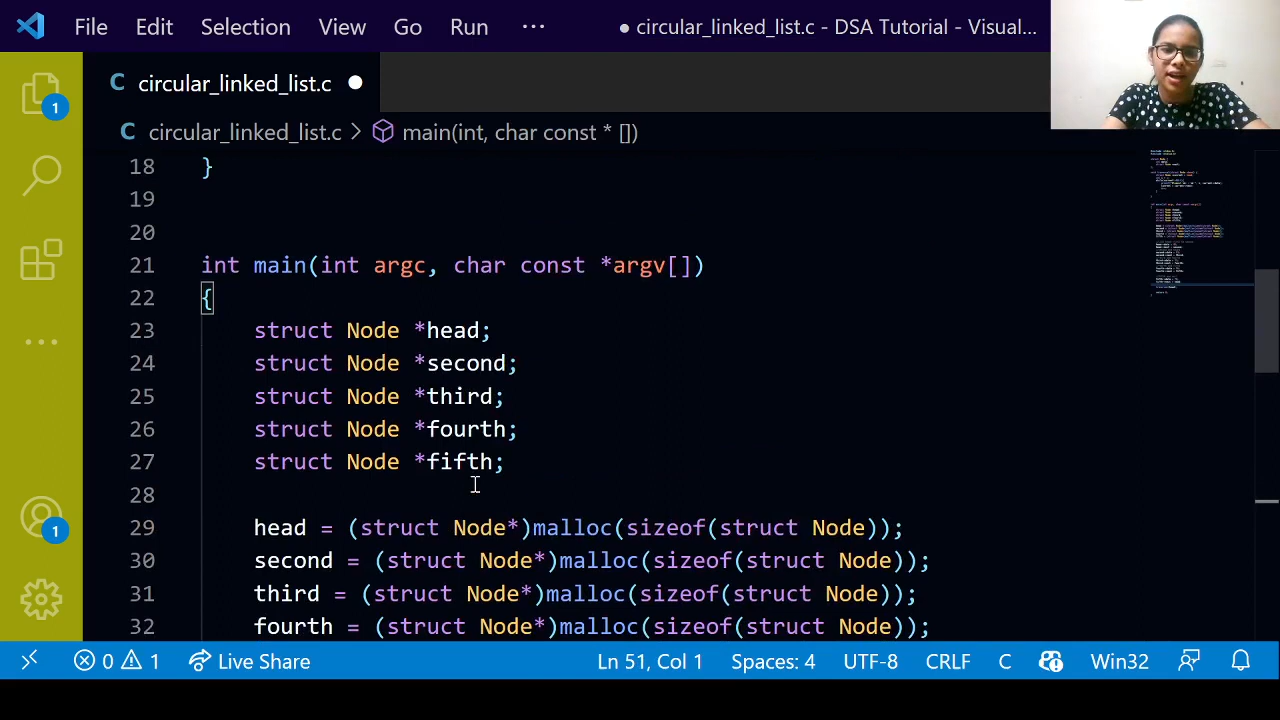 File Edit Selection View Go Run ··· ● circular_linked_list.c - DSA Tutorial - Visual...
C circular_linked_list.c ●
C circular_linked_list.c > main(int, char const * [])
18 }
19
20
21 int main(int argc, char const *argv[])
22 {
23 struct Node *head;
24 struct Node *second;
25 struct Node *third;
26 struct Node *fourth;
27 struct Node *fifth;
28
29 head = (struct Node*)malloc(sizeof(struct Node));
30 second = (struct Node*)malloc(sizeof(struct Node));
31 third = (struct Node*)malloc(sizeof(struct Node));
32 fourth = (struct Node*)malloc(sizeof(struct Node));
1
1
0 1 Live Share Ln 51, Col 1 Spaces: 4 UTF-8 CRLF C Win32